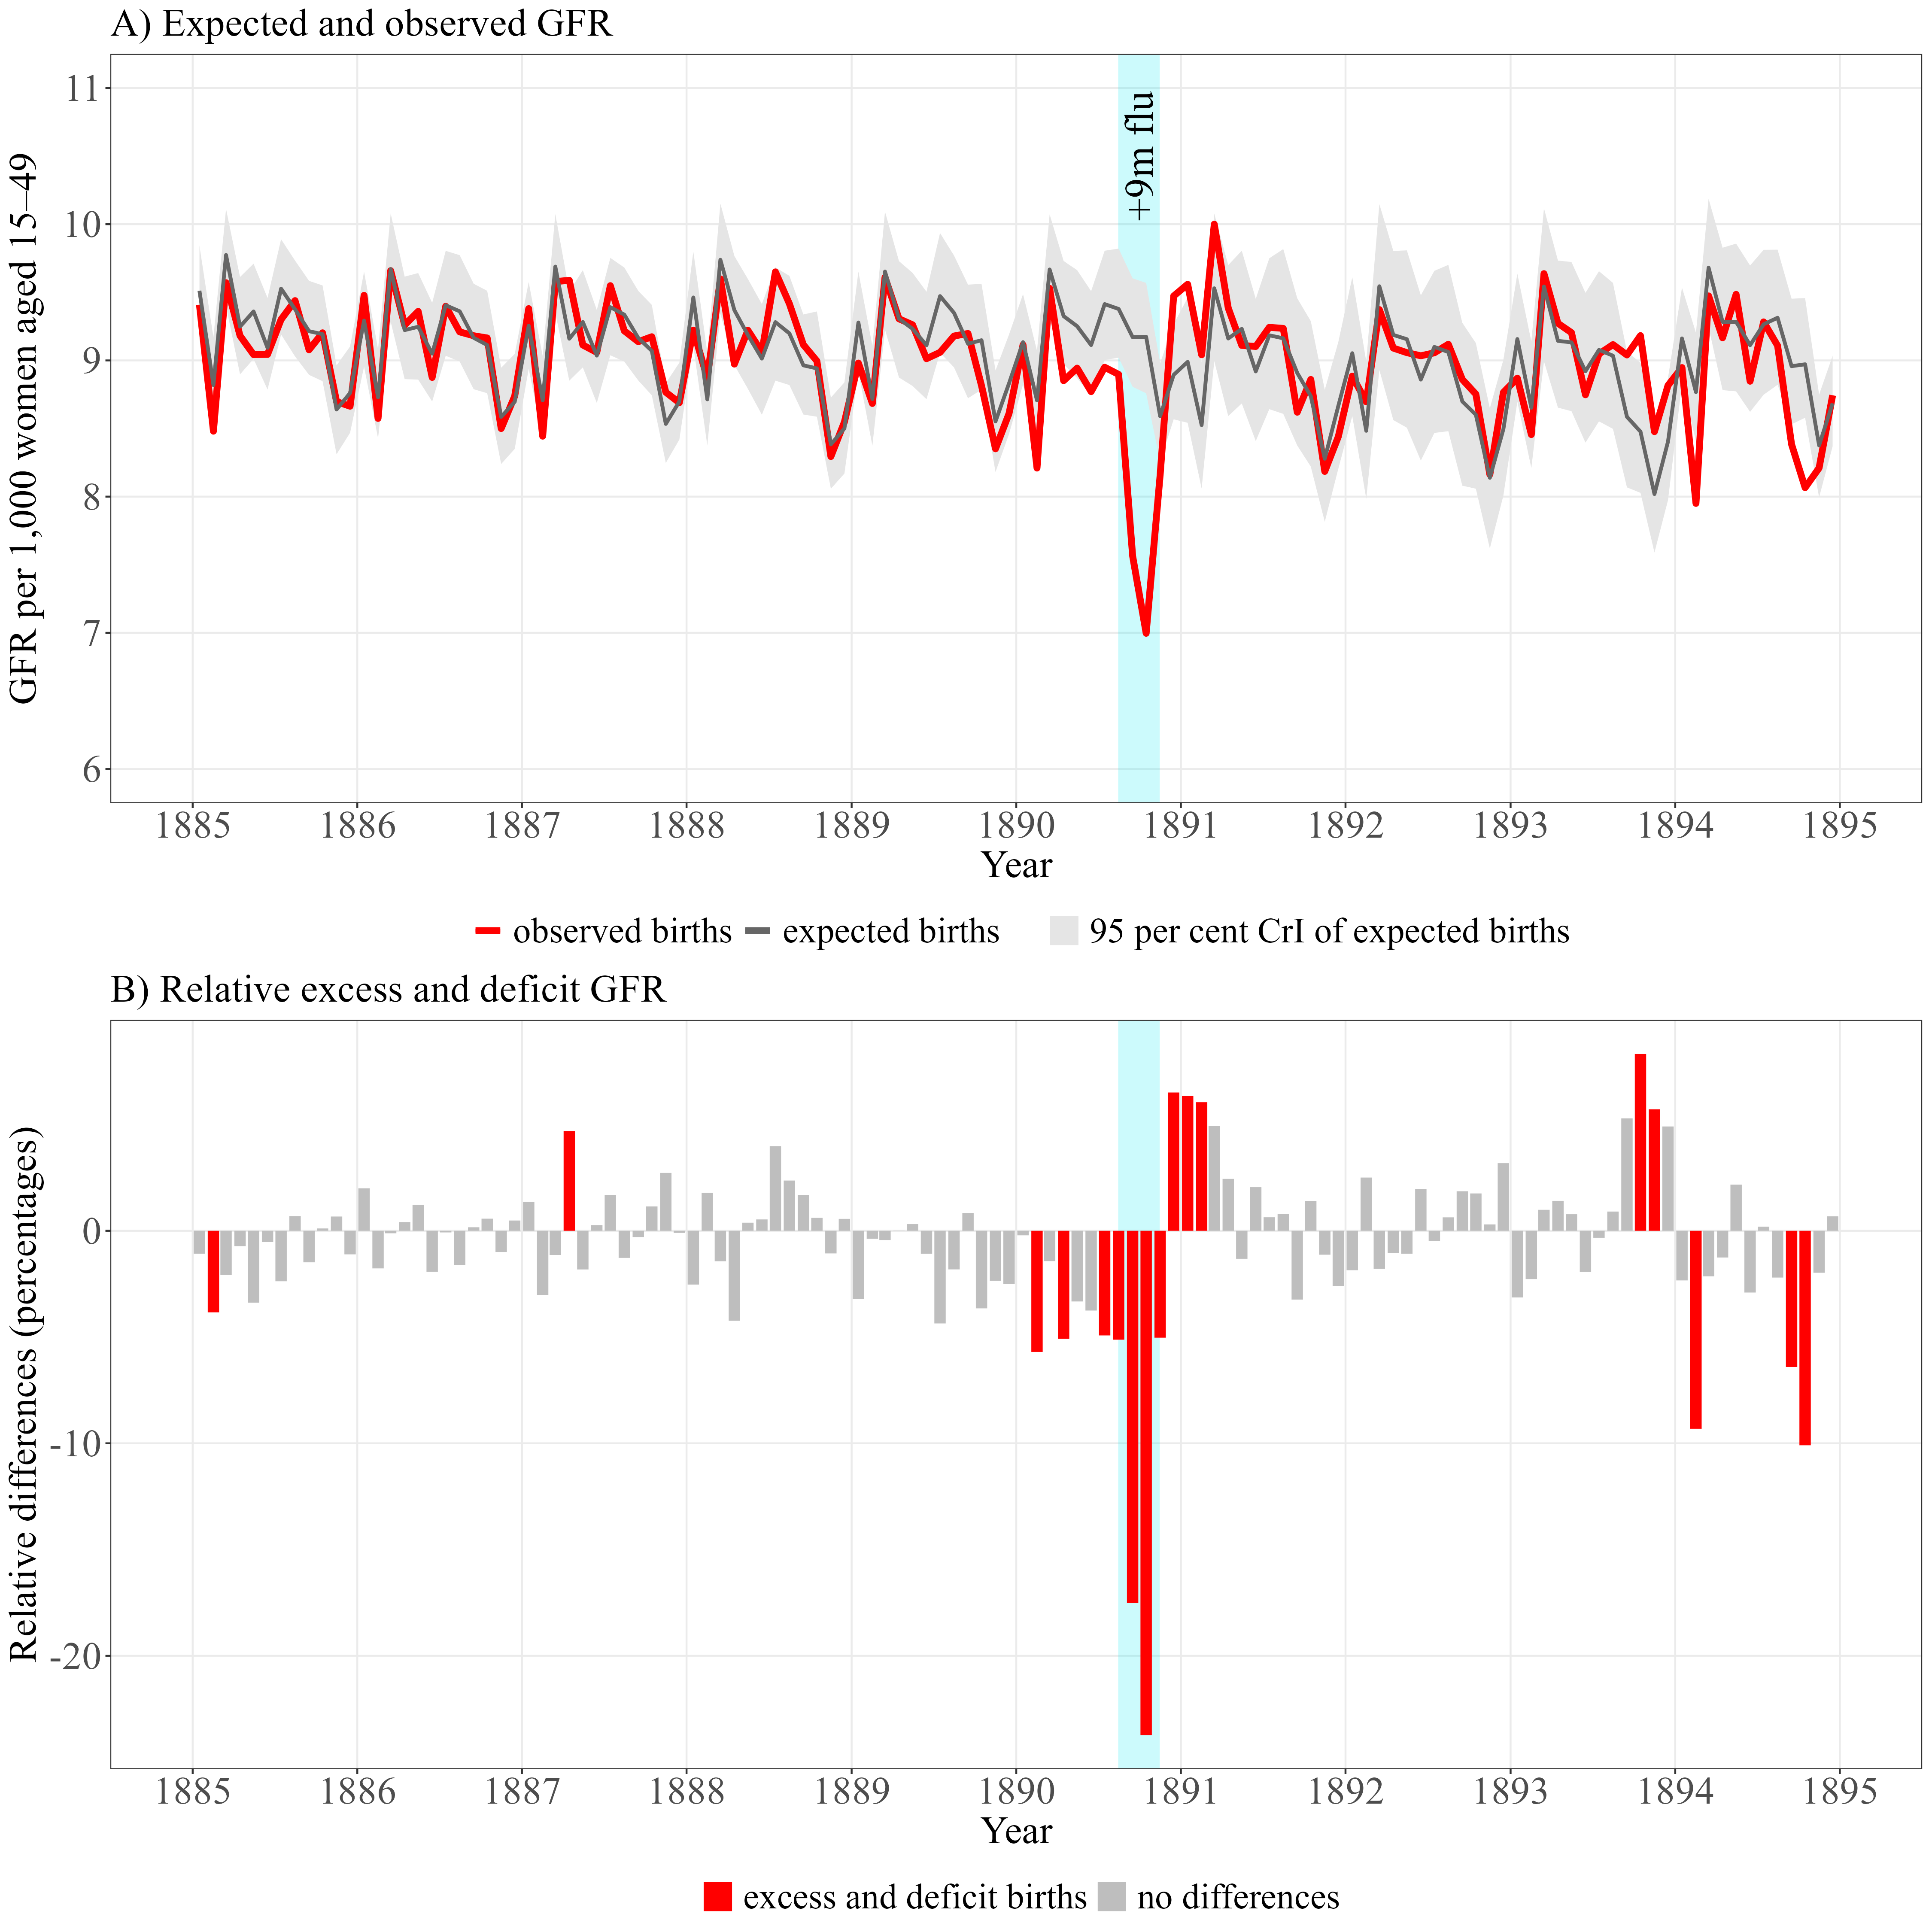 A) Expected and observed GFR
GFR per 1,000 women aged 15–49
11
10
9
8
7
6
+9m flu
1885 1886 1887 1888 1889 1890 1891 1892 1893 1894 1895
Year
observed births expected births 95 per cent CrI of expected births
B) Relative excess and deficit GFR
Relative differences (percentages)
0
-10
-20
1885 1886 1887 1888 1889 1890 1891 1892 1893 1894 1895
Year
excess and deficit births no differences